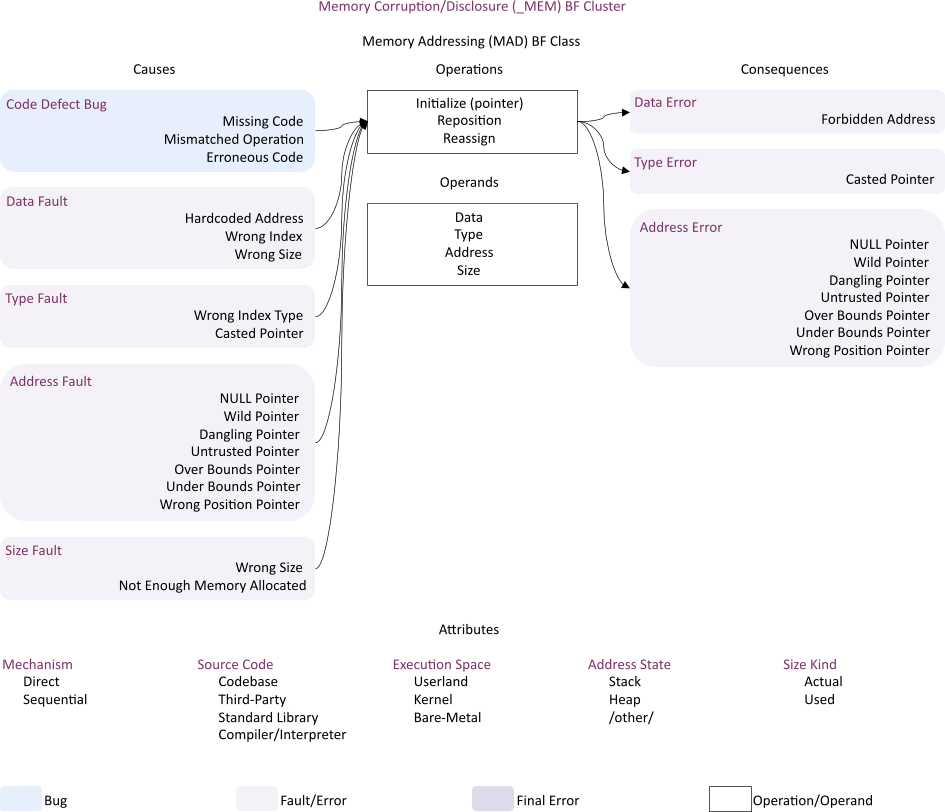 Memory Corruption/Disclosure (_MEM) BF Cluster
Memory Addressing (MAD) BF Class
Causes
Operations
Consequences
Code Defect Bug
Missing Code
Mismatched Operation
Erroneous Code
Data Fault
Hardcoded Address
Wrong Index
Wrong Size
Type Fault
Wrong Index Type
Casted Pointer
Address Fault
NULL Pointer
Wild Pointer
Dangling Pointer
Untrusted Pointer
Over Bounds Pointer
Under Bounds Pointer
Wrong Position Pointer
Size Fault
Wrong Size
Not Enough Memory Allocated
Initialize (pointer)
Reposition
Reassign
Operands
Data
Type
Address
Size
Data Error
Forbidden Address
Type Error
Casted Pointer
Address Error
NULL Pointer
Wild Pointer
Dangling Pointer
Untrusted Pointer
Over Bounds Pointer
Under Bounds Pointer
Wrong Position Pointer
Attributes
Mechanism
Direct
Sequential
Source Code
Codebase
Third-Party
Standard Library
Compiler/Interpreter
Execution Space
Userland
Kernel
Bare-Metal
Address State
Stack
Heap
/other/
Size Kind
Actual
Used
Bug
Fault/Error
Final Error
Operation/Operand